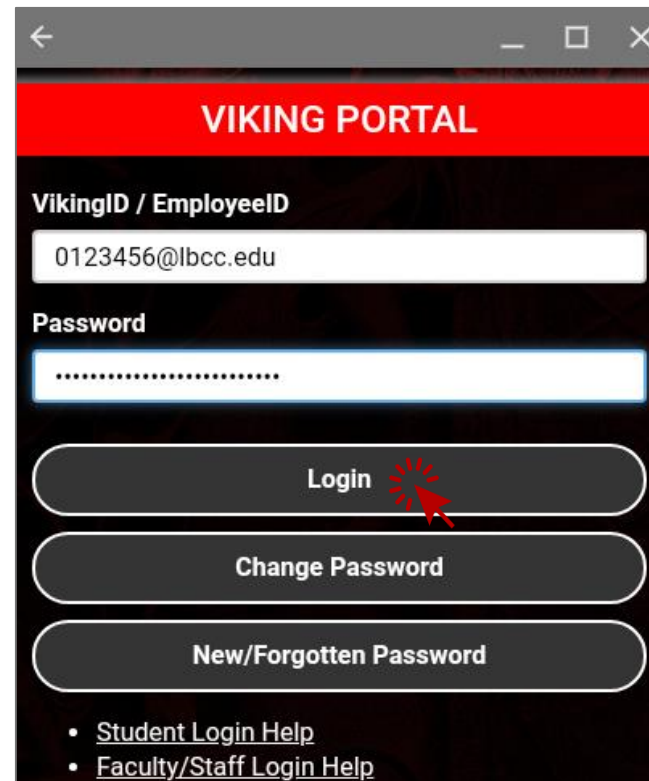 VIKING PORTAL
VikingID / EmployeeID
0123456@lbcc.edu
Password
••••••••••••••••••••••••••
Login
Change Password
New/Forgotten Password
• Student Login Help
• Faculty/Staff Login Help